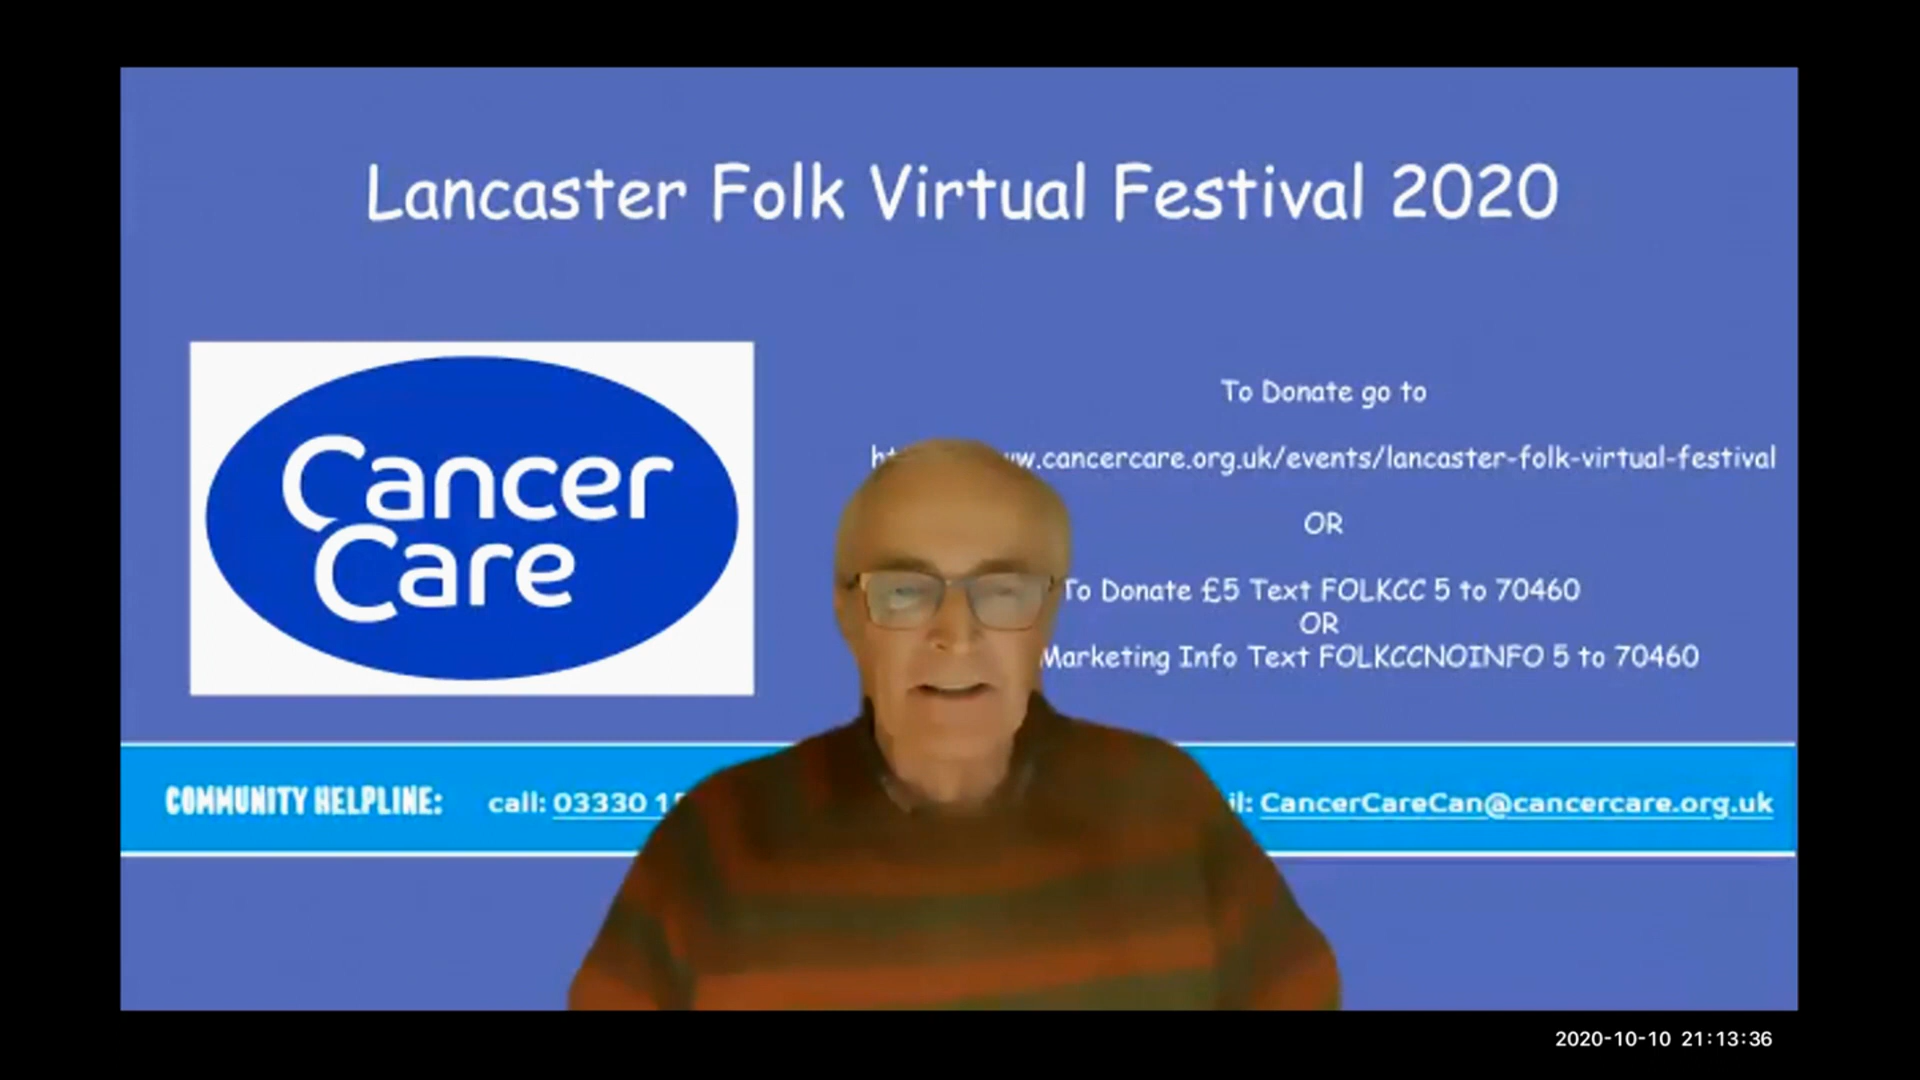 Lancaster Folk Virtual Festival 2020
Cancer
Care
To Donate go to
w.cancercare.org.uk/events/lancaster-folk-virtual-festival
OR
To Donate £5 Text FOLKCC 5 to 70460
OR
Marketing Info Text FOLKCCNOINFO 5 to 70460
COMMUNITY HELPLINE: call: 03330 1 il: CancerCareCan@cancercare.org.uk
2020-10-10 21:13:36